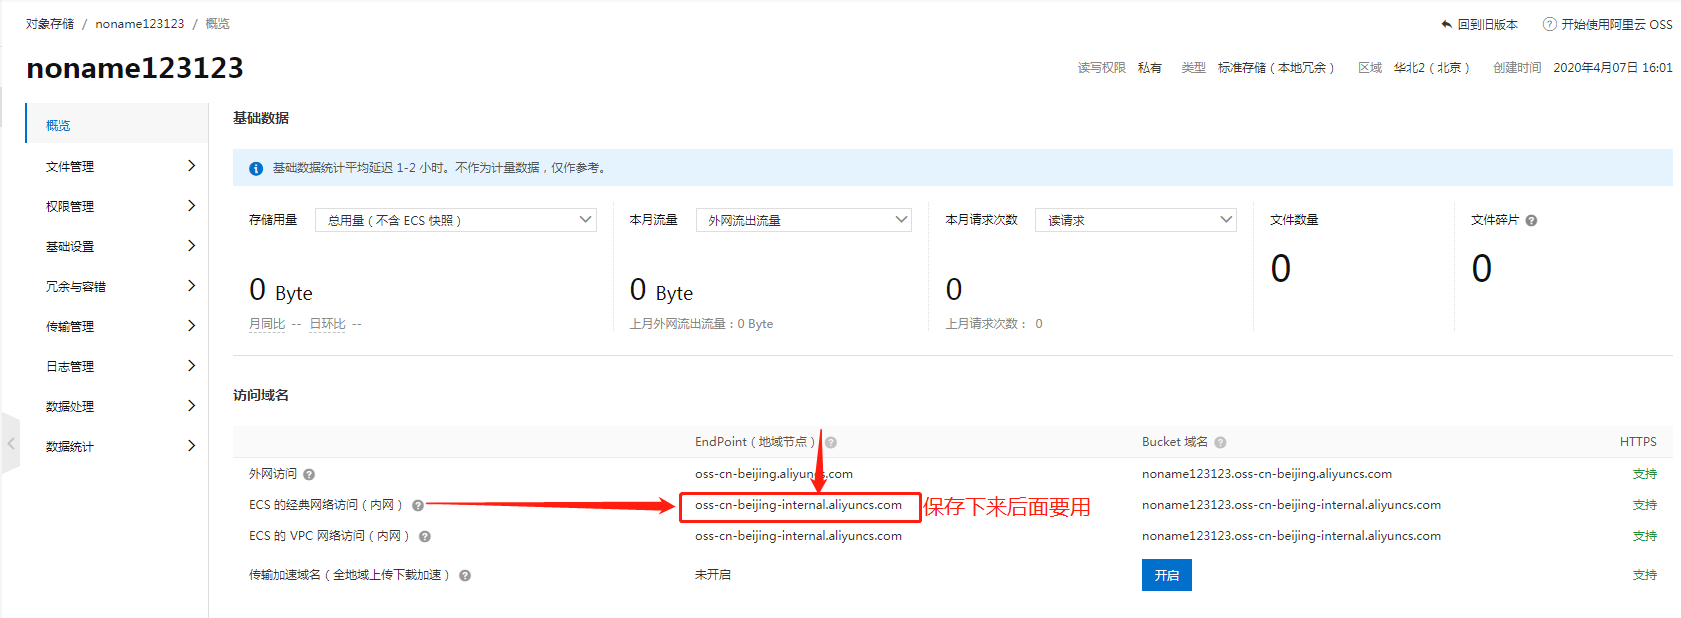 对象存储 / noname123123 / 概览
回到旧版本 开始使用阿里云 OSS
noname123123
读写权限 私有 类型 标准存储（本地冗余） 区域 华北2（北京） 创建时间 2020年4月07日 16:01
概览
文件管理
权限管理
基础设置
冗余与容错
传输管理
日志管理
数据处理
数据统计
基础数据
基础数据统计平均延迟 1-2 小时。不作为计量数据，仅作参考。
存储用量 总用量（不含 ECS 快照） 本月流量 外网流出流量 本月请求次数 读请求 文件数量 文件碎片
0 Byte 0 Byte 0 0 0
月同比 -- 日环比 -- 上月外网流出流量：0 Byte 上月请求次数： 0
访问域名
EndPoint（地域节点） Bucket 域名 HTTPS
外网访问 oss-cn-beijing.aliyuncs.com noname123123.oss-cn-beijing.aliyuncs.com 支持
ECS 的经典网络访问（内网） oss-cn-beijing-internal.aliyuncs.com 保存下来后面要用 noname123123.oss-cn-beijing-internal.aliyuncs.com 支持
ECS 的 VPC 网络访问（内网） oss-cn-beijing-internal.aliyuncs.com noname123123.oss-cn-beijing-internal.aliyuncs.com 支持
传输加速域名（全地域上传下载加速） 未开启 开启 支持